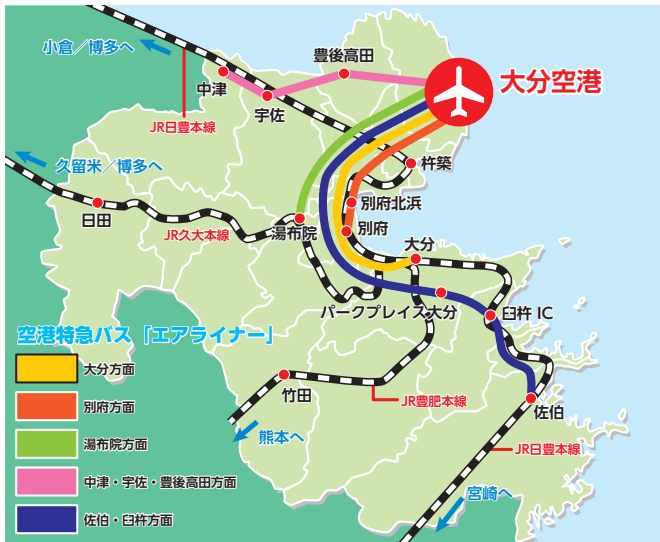 小倉／博多へ
豊後高田
大分空港
中津
宇佐
JR日豊本線
杵築
久留米／博多へ
別府北浜
日田
JR久大本線
湯布院
別府
大分
パークプレイス大分
臼杵 IC
空港特急バス「エアライナー」
大分方面
別府方面
湯布院方面
中津・宇佐・豊後高田方面
佐伯・臼杵方面
竹田
JR豊肥本線
佐伯
熊本へ
JR日豊本線
宮崎へ